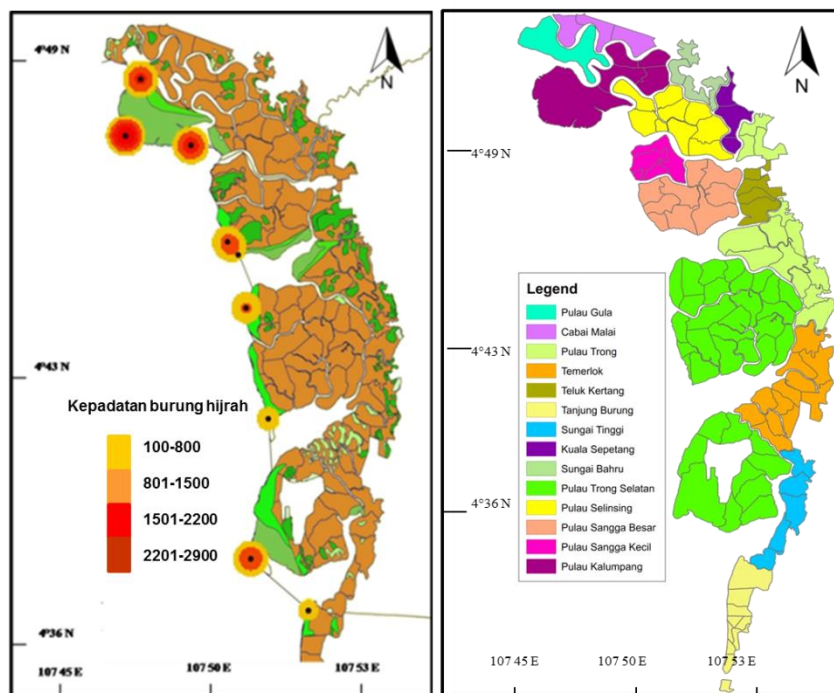 4°49 N
N
4°43 N
Kepadatan burung hijrah
100-800
801-1500
1501-2200
2201-2900
4°36 N
107 45 E
107 50 E
107 53 E
N
4°49 N
Legend
Pulau Gula
Cabai Malai
Pulau Trong
Temerlok
Teluk Kertang
Tanjung Burung
Sungai Tinggi
Kuala Sepetang
Sungai Bahru
Pulau Trong Selatan
Pulau Selinsing
Pulau Sangga Besar
Pulau Sangga Kecil
Pulau Kalumpang
4°43 N
4°36 N
107 45 E
107 50 E
107 53 E